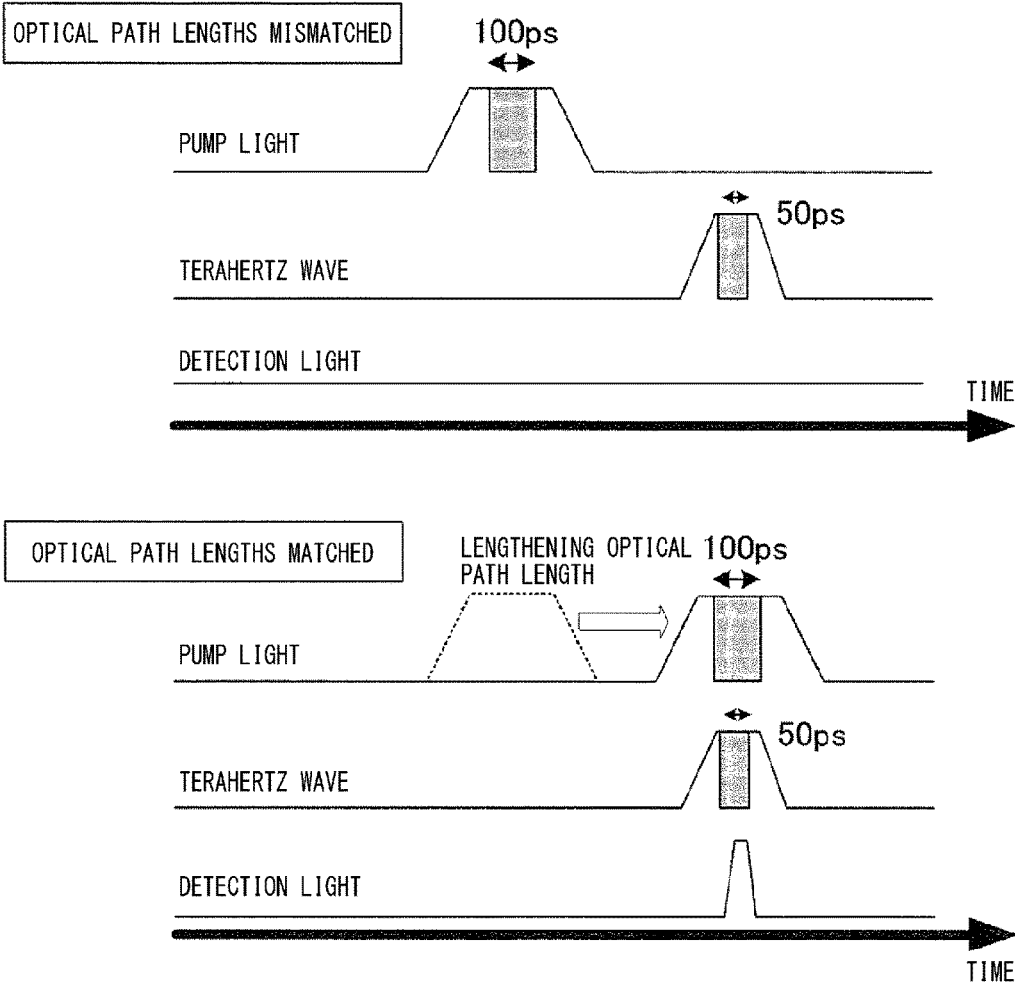 OPTICAL PATH LENGTHS MISMATCHED
100ps
PUMP LIGHT
50ps
TERAHERTZ WAVE
DETECTION LIGHT
TIME
OPTICAL PATH LENGTHS MATCHED
LENGTHENING OPTICAL
PATH LENGTH
100ps
PUMP LIGHT
50ps
TERAHERTZ WAVE
DETECTION LIGHT
TIME